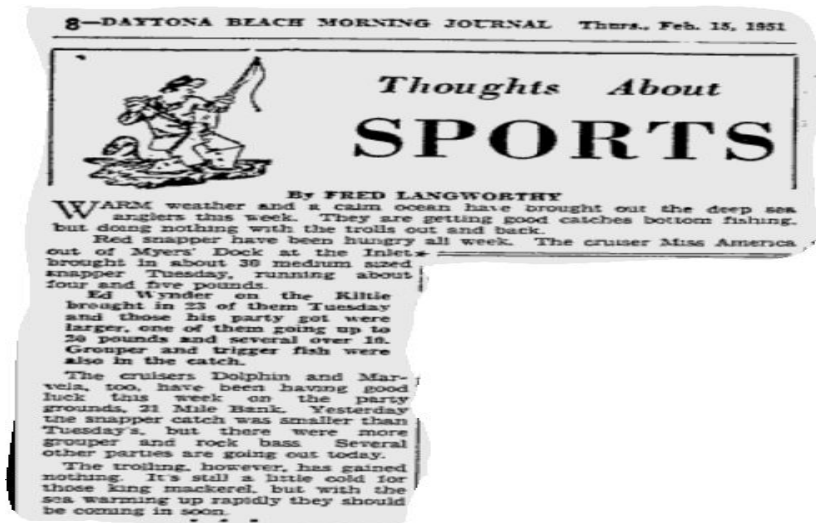 8—DAYTONA BEACH MORNING JOURNAL Thurs., Feb. 15, 1951
Thoughts About
SPORTS
By FRED LANGWORTHY
WARM weather and a calm ocean have brought out the deep sea
anglers this week. They are getting good catches bottom fishing,
but doing nothing with the trolls out and back.
Red snapper have been hungry all week. The cruiser Miss America
out of Myers' Dock at the Inlet
brought in about 30 medium sized
snapper Tuesday, running about
four and five pounds.
Ed Wynder on the Kiltie
brought in 23 of them Tuesday
and those his party got were
larger, one of them going up to
20 pounds and several over 10.
Grouper and trigger fish were
also in the catch.
The cruisers Dolphin and Mar-
vela, too, have been having good
luck this week on the party
grounds, 21 Mile Bank. Yesterday
the snapper catch was smaller than
Tuesday's, but there were more
grouper and rock bass. Several
other parties are going out today.
The trolling, however, has gained
nothing. It's still a little cold for
those king mackerel, but with the
sea warming up rapidly they should
be coming in soon.